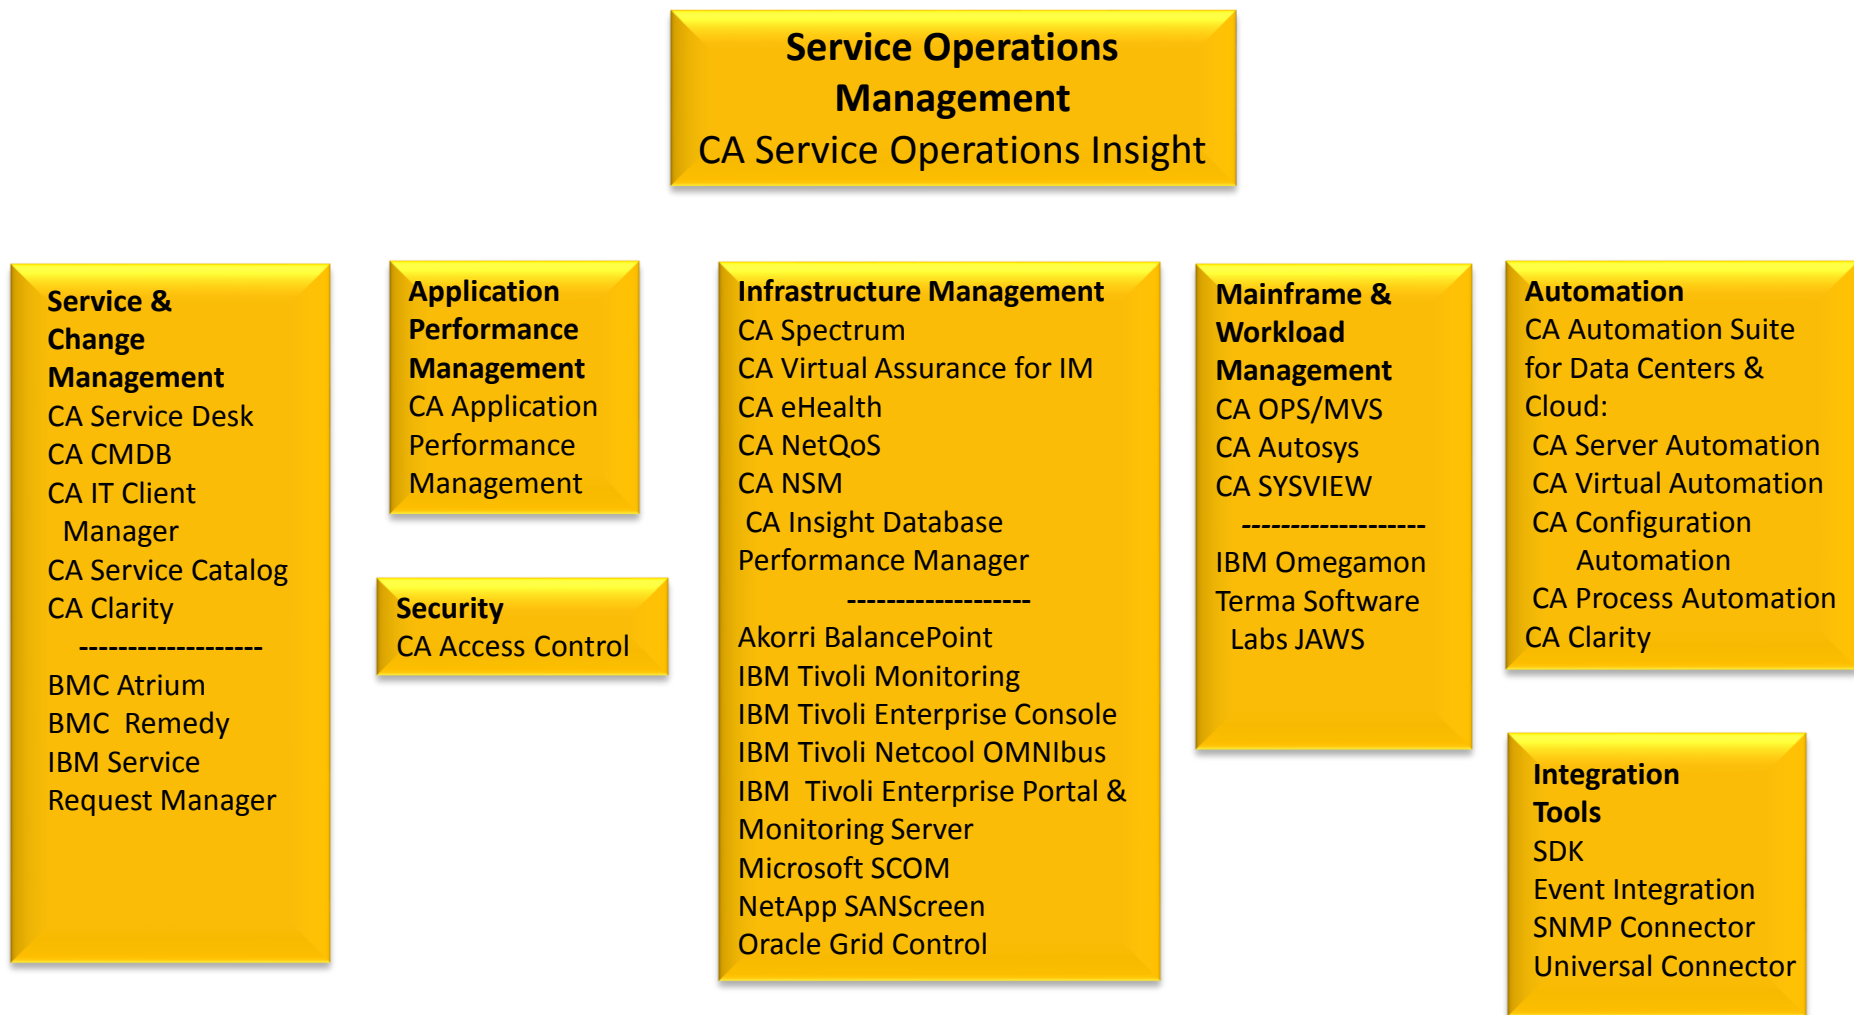 Service Operations
Management
CA Service Operations Insight
Service &
Change
Management
CA Service Desk
CA CMDB
CA IT Client
Manager
CA Service Catalog
CA Clarity
-------------------
BMC Atrium
BMC  Remedy
IBM Service
Request Manager
Application
Performance
Management
CA Application
Performance
Management
Security
CA Access Control
Infrastructure Management
CA Spectrum
CA Virtual Assurance for IM
CA eHealth
CA NetQoS
CA NSM
CA Insight Database
Performance Manager
-------------------
Akorri BalancePoint
IBM Tivoli Monitoring
IBM Tivoli Enterprise Console
IBM Tivoli Netcool OMNIbus
IBM  Tivoli Enterprise Portal &
Monitoring Server
Microsoft SCOM
NetApp SANScreen
Oracle Grid Control
Mainframe &
Workload
Management
CA OPS/MVS
CA Autosys
CA SYSVIEW
-------------------
IBM Omegamon
Terma Software
Labs JAWS
Automation
CA Automation Suite
for Data Centers &
Cloud:
CA Server Automation
CA Virtual Automation
CA Configuration
Automation
CA Process Automation
CA Clarity
Integration
Tools
SDK
Event Integration
SNMP Connector
Universal Connector